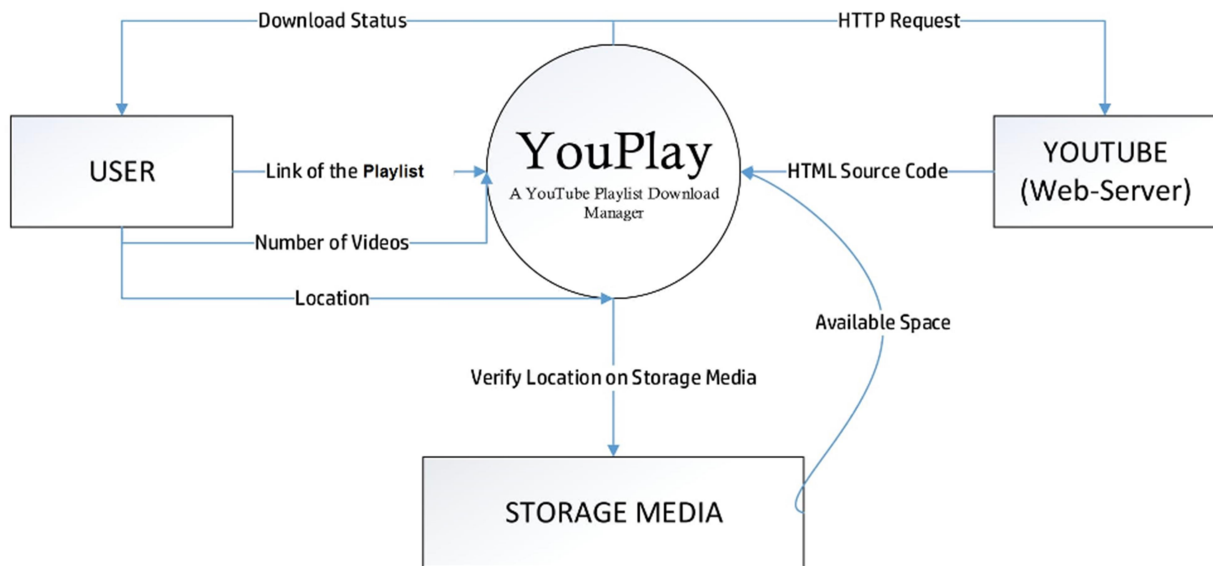 Download Status
HTTP Request
USER
Link of the Playlist
YouPlay
A YouTube Playlist Download
Manager
HTML Source Code
YOUTUBE
(Web-Server)
Number of Videos
Location
Available Space
Verify Location on Storage Media
STORAGE MEDIA